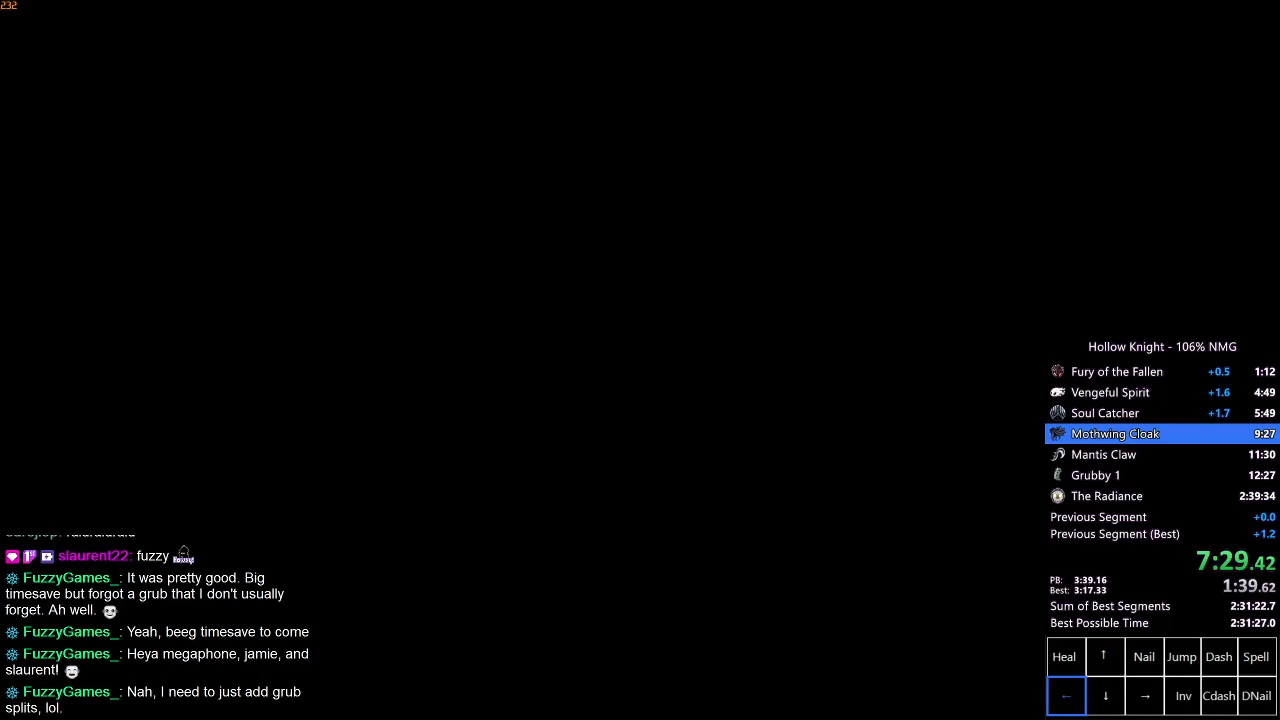 232
Hollow Knight - 106% NMG
Fury of the Fallen +0.5 1:12
Vengeful Spirit +1.6 4:49
Soul Catcher +1.7 5:49
Mothwing Cloak 9:27
Mantis Claw 11:30
Grubby 1 12:27
The Radiance 2:39:34
Previous Segment +0.0
Previous Segment (Best) +1.2
7:29.42
PB: 3:39.16
Best: 3:17.33
1:39.62
Sum of Best Segments 2:31:22.7
Best Possible Time 2:31:27.0
Heal ↑ Nail Jump Dash Spell
← ↓ → Inv Cdash DNail
slaurent22: fuzzy
FuzzyGames_: It was pretty good. Big
timesave but forgot a grub that I don't usually
forget. Ah well.
FuzzyGames_: Yeah, beeg timesave to come
FuzzyGames_: Heya megaphone, jamie, and
slaurent!
FuzzyGames_: Nah, I need to just add grub
splits, lol.